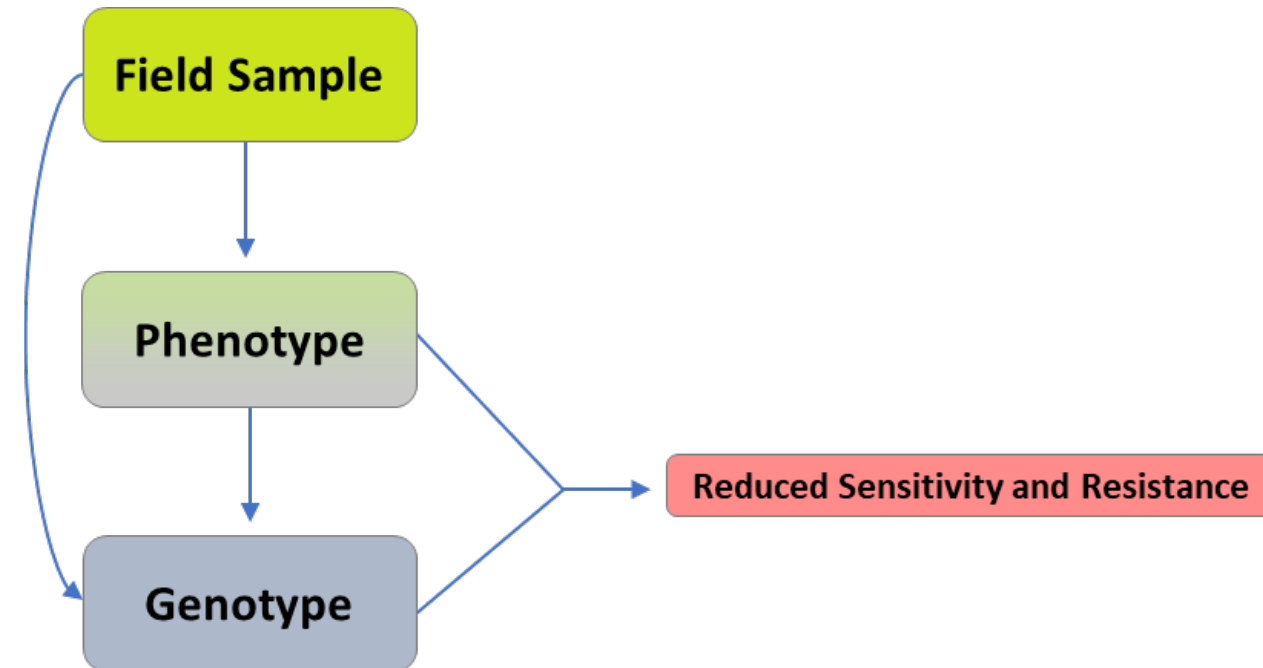 Field Sample
Phenotype
Reduced Sensitivity and Resistance
Genotype